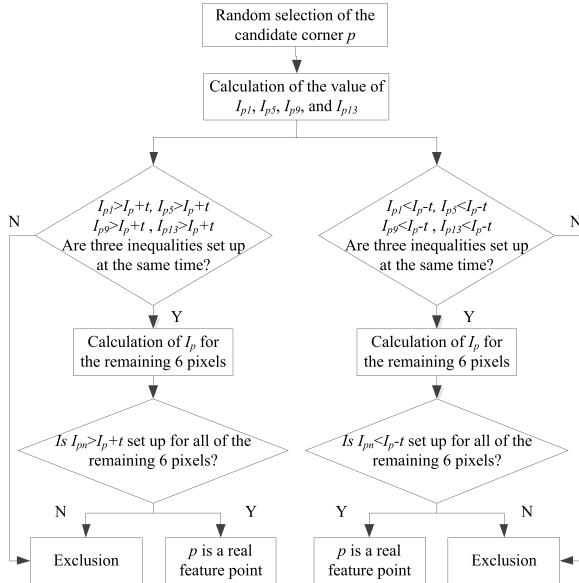 Random selection of the
candidate corner p
Calculation of the value of
Ip1, Ip5, Ip9, and Ip13
N
Ip1>Ip+t, Ip5>Ip+t
Ip9>Ip+t , Ip13>Ip+t
Are three inequalities set up
at the same time?
Ip1<Ip-t, Ip5<Ip-t
Ip9<Ip-t , Ip13<Ip-t
Are three inequalities set up
at the same time?
N
Y
Y
Calculation of Ip for
the remaining 6 pixels
Calculation of Ip for
the remaining 6 pixels
Is Ipn>Ip+t set up for all of the
remaining 6 pixels?
Is Ipn<Ip-t set up for all of the
remaining 6 pixels?
N
Y
Y
N
Exclusion
p is a real
feature point
p is a real
feature point
Exclusion